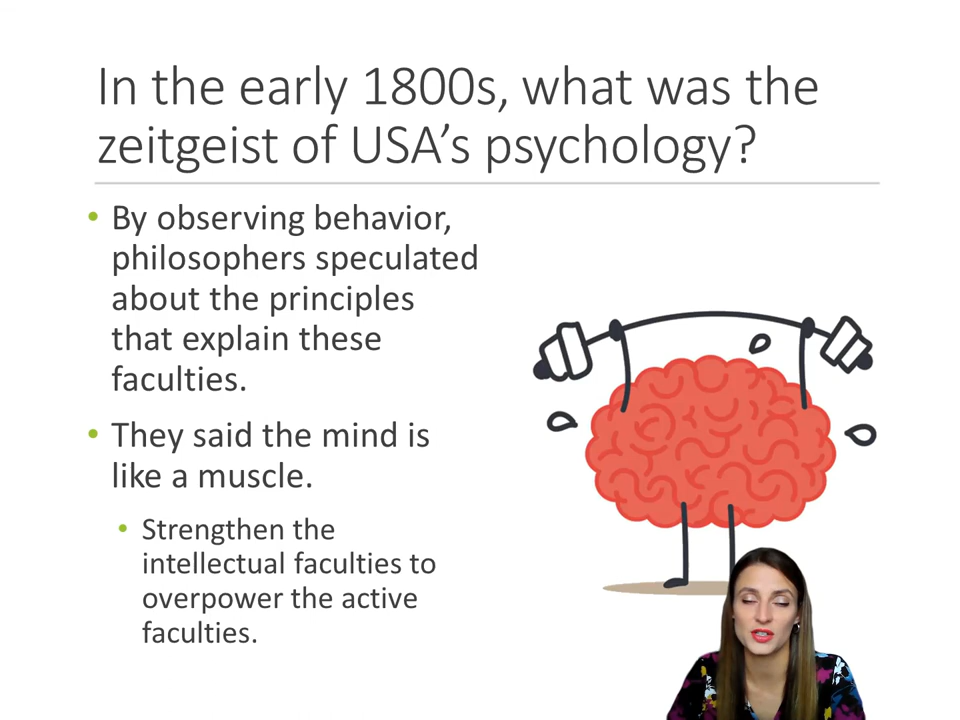 In the early 1800s, what was the
zeitgeist of USA’s psychology?
• By observing behavior,
philosophers speculated
about the principles
that explain these
faculties.
• They said the mind is
like a muscle.
• Strengthen the
intellectual faculties to
overpower the active
faculties.